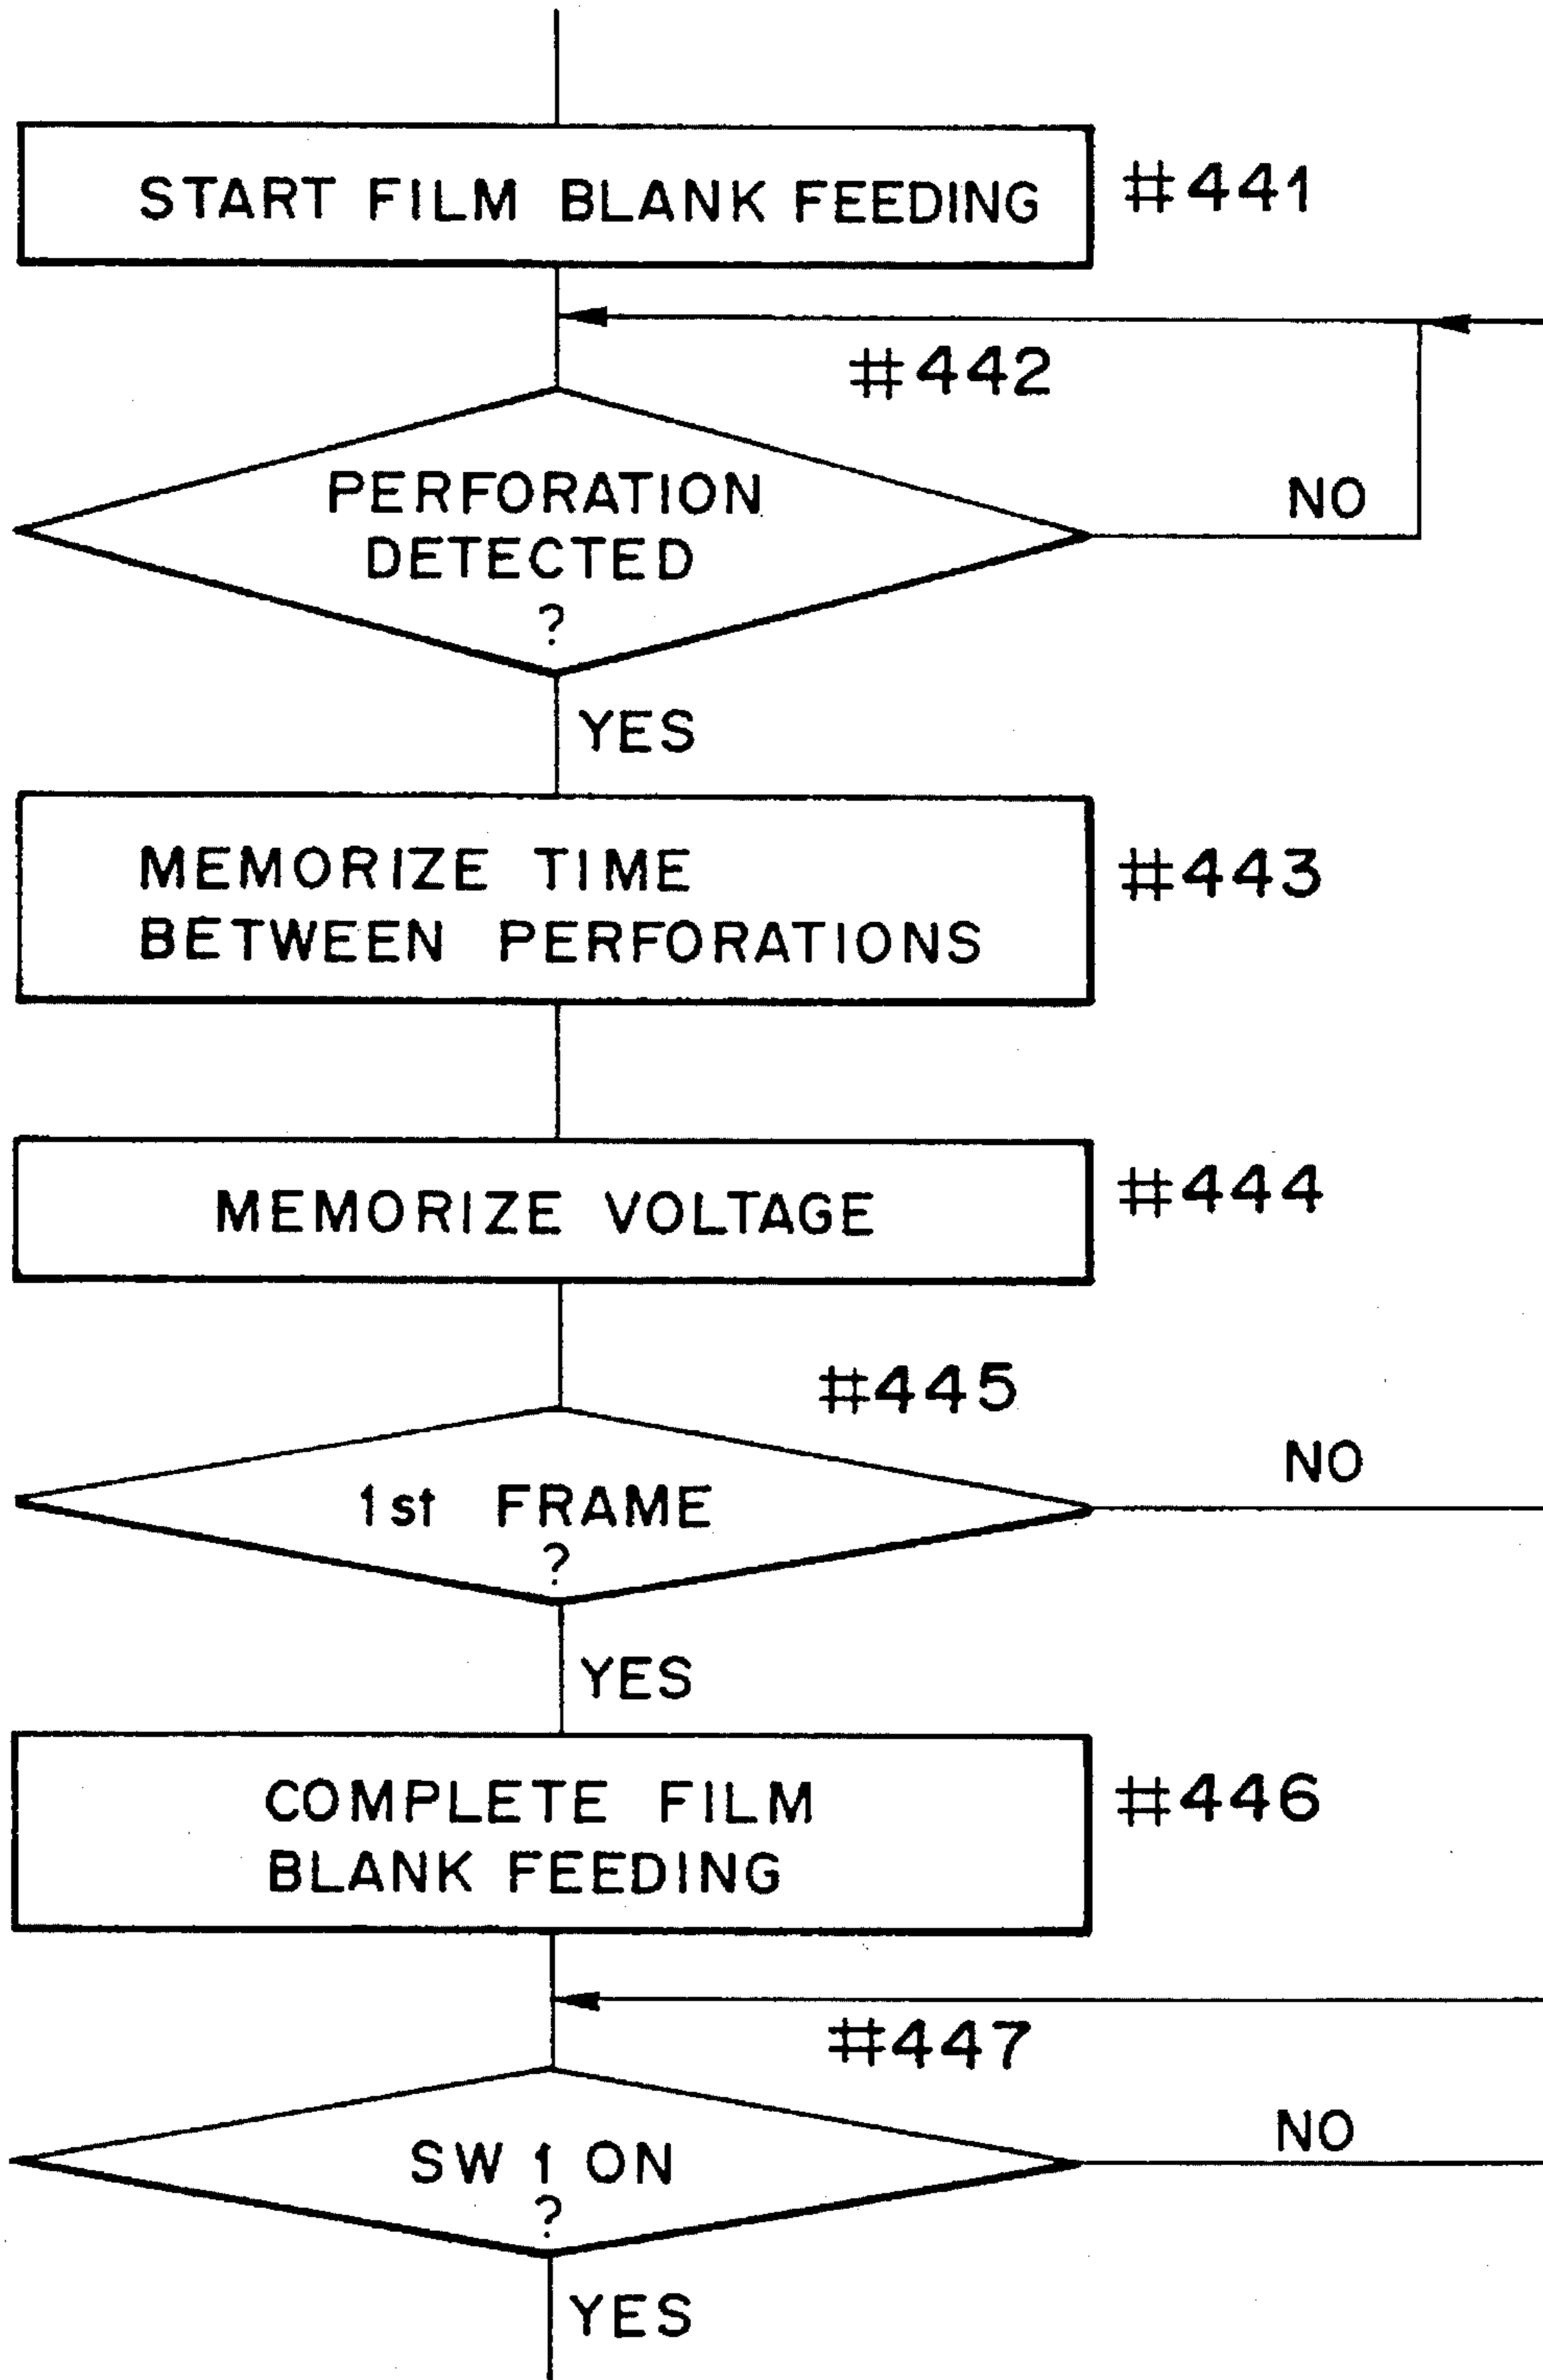 START FILM BLANK FEEDING
#441
#442
PERFORATION
DETECTED
?
NO
YES
MEMORIZE TIME
BETWEEN PERFORATIONS
#443
MEMORIZE VOLTAGE
#444
#445
1st FRAME
?
NO
YES
COMPLETE FILM
BLANK FEEDING
#446
#447
SW 1 ON
?
NO
YES